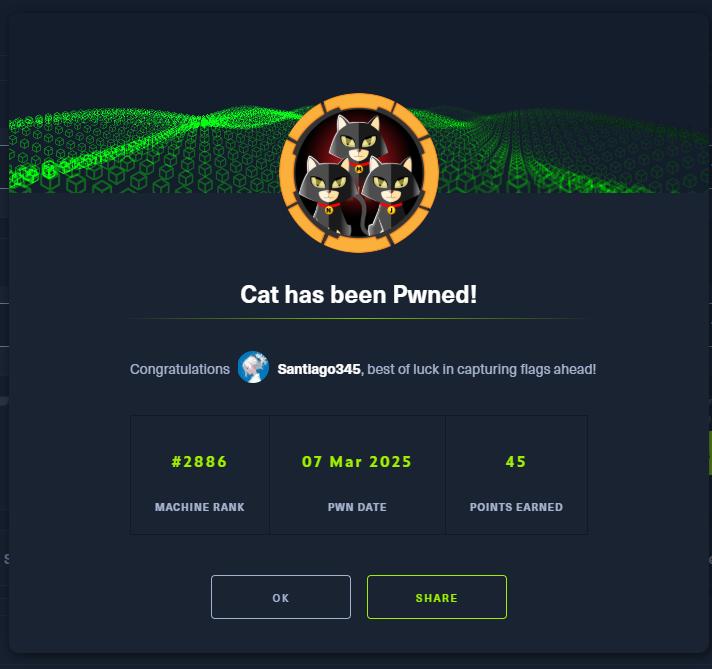 Cat has been Pwned!
Congratulations Santiago345, best of luck in capturing flags ahead!
#2886
07 Mar 2025
45
MACHINE RANK
PWN DATE
POINTS EARNED
OK
SHARE